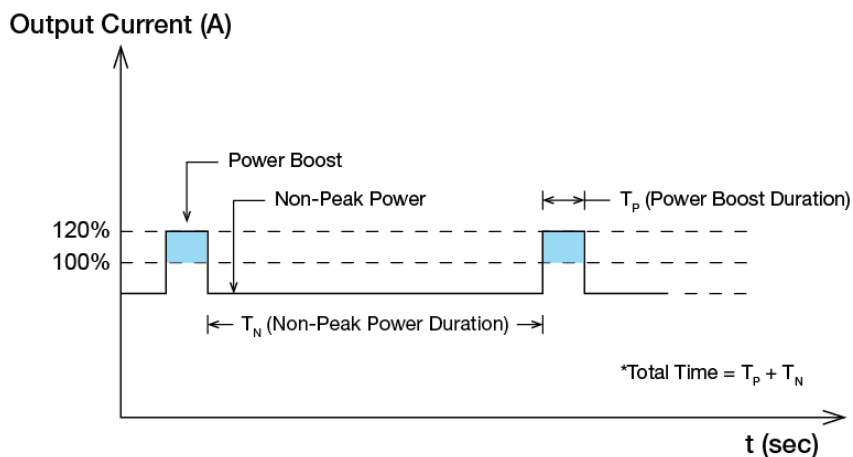 Output Current (A)
Power Boost
Non-Peak Power
T_P (Power Boost Duration)
120%
100%
T_N (Non-Peak Power Duration)
*Total Time = T_P + T_N
t (sec)